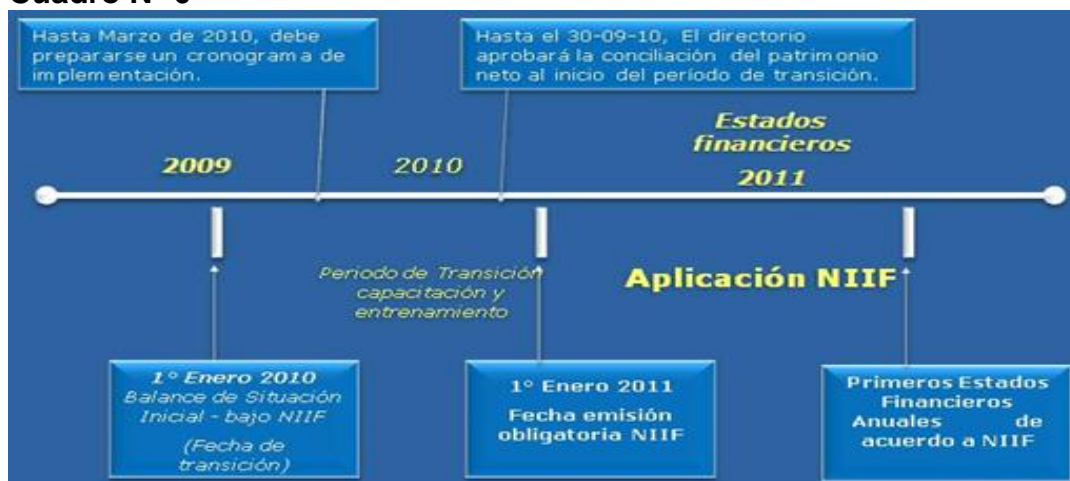 Hasta Marzo de 2010, debe
prepararse un cronograma de
implementación.
Hasta el 30-09-10, El directorio
aprobará la conciliación del patrimonio
neto al inicio del período de transición.
Estados
financieros
2009
2010
2011
Periodo de Transición
capacitación y
entrenamiento
Aplicación NIIF
1° Enero 2010
Balance de Situación
Inicial - bajo NIIF
(Fecha de
transición)
1° Enero 2011
Fecha emisión
obligatoria NIIF
Primeros Estados
Financieros
Anuales de
acuerdo a NIIF